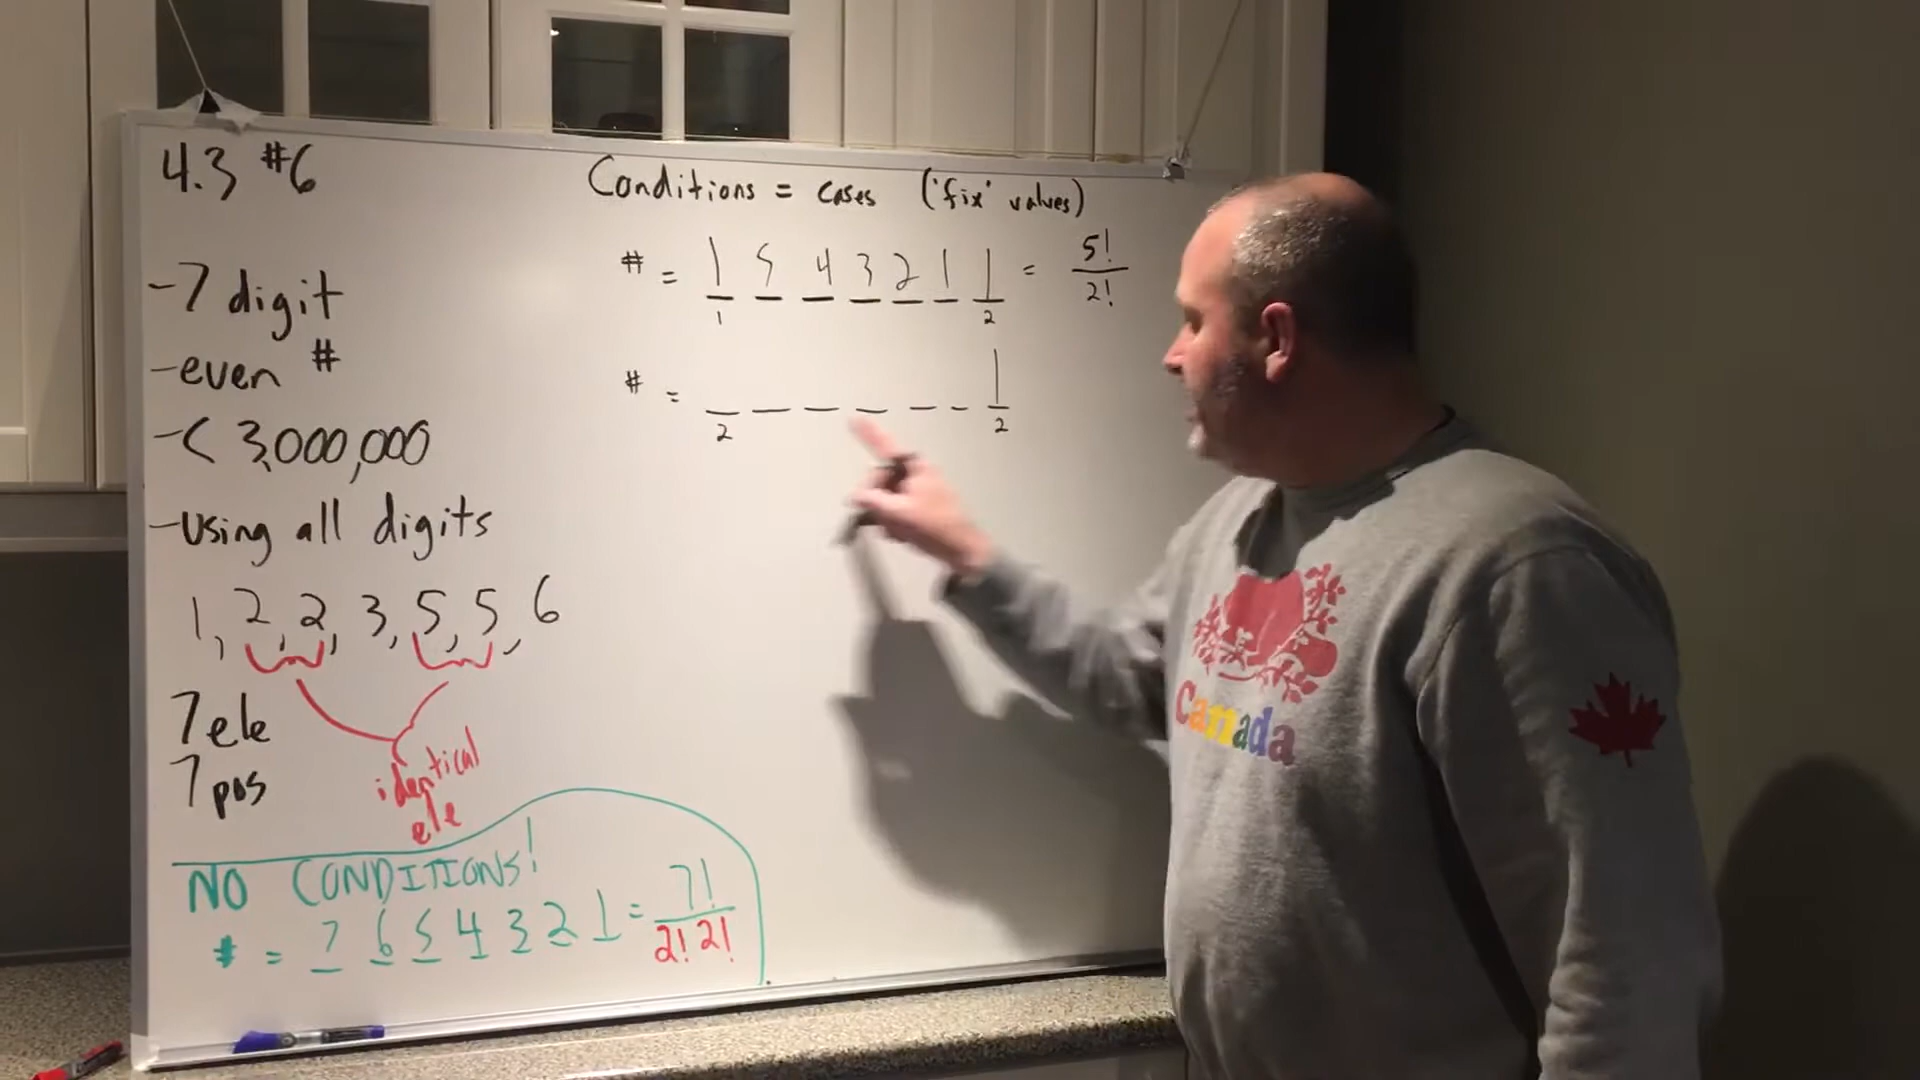 4.3 #6
-7 digit
-even #
-< 3,000,000
-using all digits
1, 2, 2, 3, 5, 5, 6
7 ele
7 pos
identical
ele
NO CONDITIONS!
# = 7 6 5 4 3 2 1 = 7!
2! 2!
Conditions = cases ('fix' values)
# = 1 5 4 3 2 1 1 = 5!
2!
1 2
# = 1
2 2
Canada